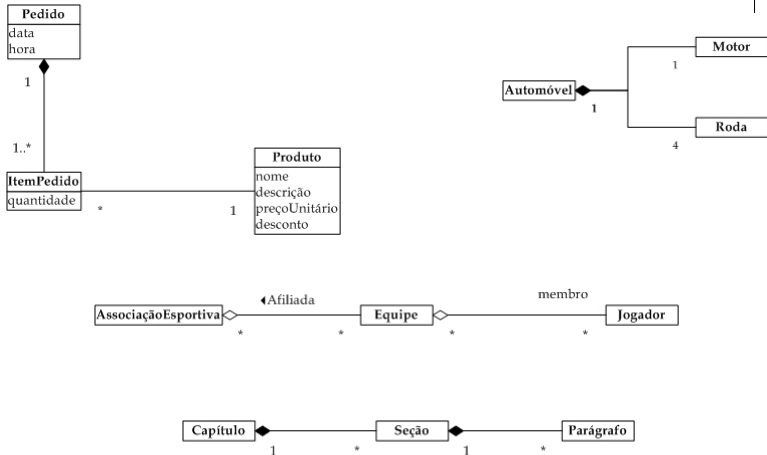 Pedido
data
hora
1
1..*
ItemPedido
quantidade
*
1
Produto
nome
descrição
preçoUnitário
desconto
Automóvel
1
Motor
1
Roda
4
AssociaçãoEsportiva
Afiliada
*
*
Equipe
*
membro
*
Jogador
Capítulo
1
*
Seção
1
*
Parágrafo